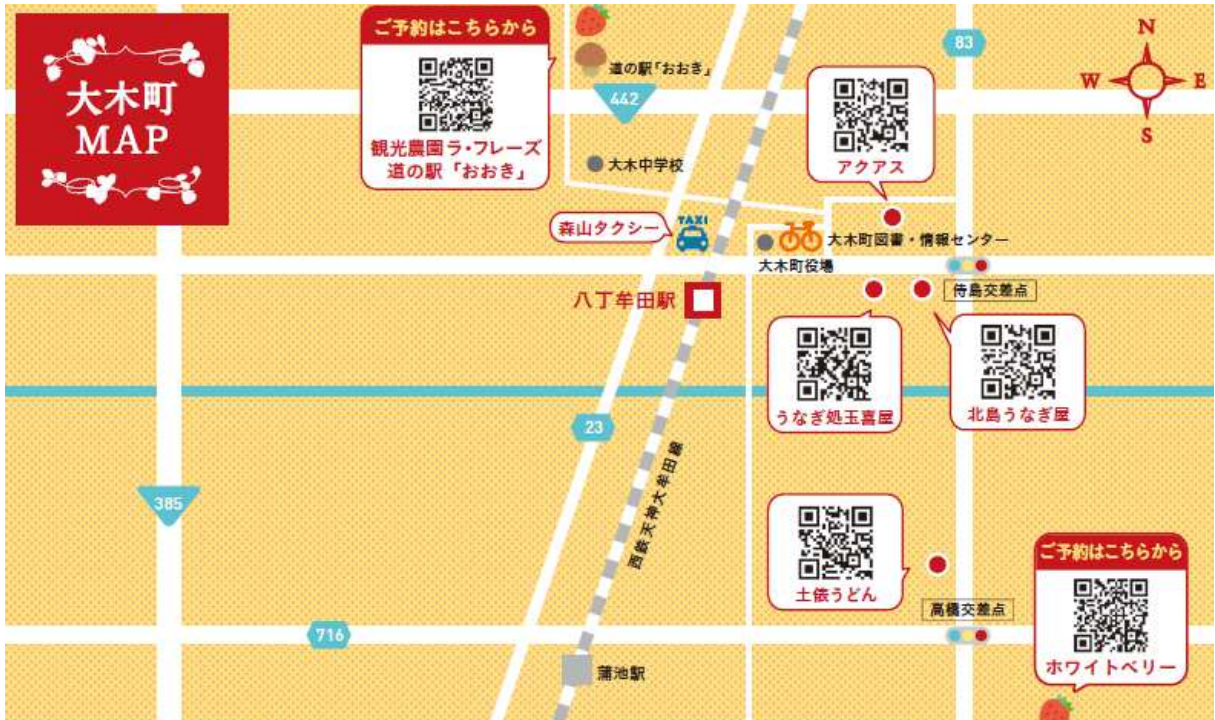 大木町
MAP
ご予約はこちらから
観光農園ラ・フレーズ
道の駅「おおき」
道の駅「おおき」
442
83
N
W
E
S
大木中学校
アクアス
TAXI
森山タクシー
大木町図書・情報センター
大木町役場
八丁牟田駅
侍島交差点
うなぎ処玉喜屋
北島うなぎ屋
23
385
西鉄天神大牟田線
土俵うどん
高橋交差点
ご予約はこちらから
ホワイトベリー
716
蒲池駅